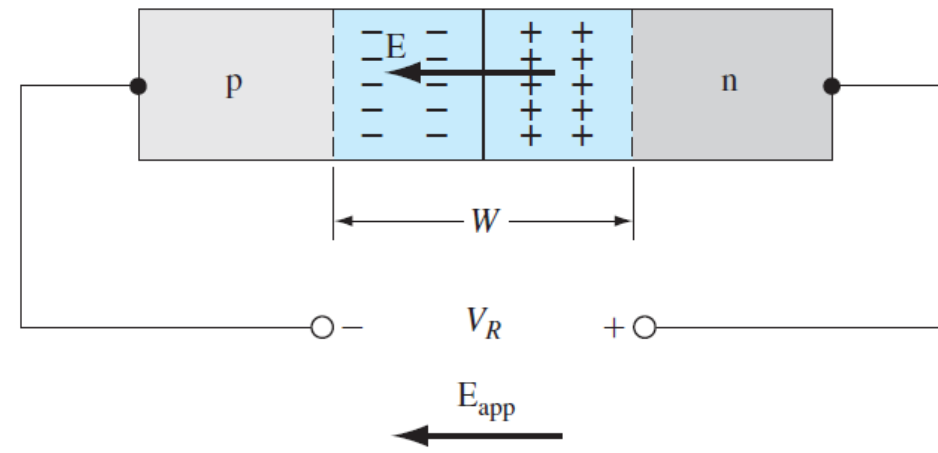 − − + +
E
− − + +
p
− − + +
n
− − + +
− − + +
W
− V_R +
E_app